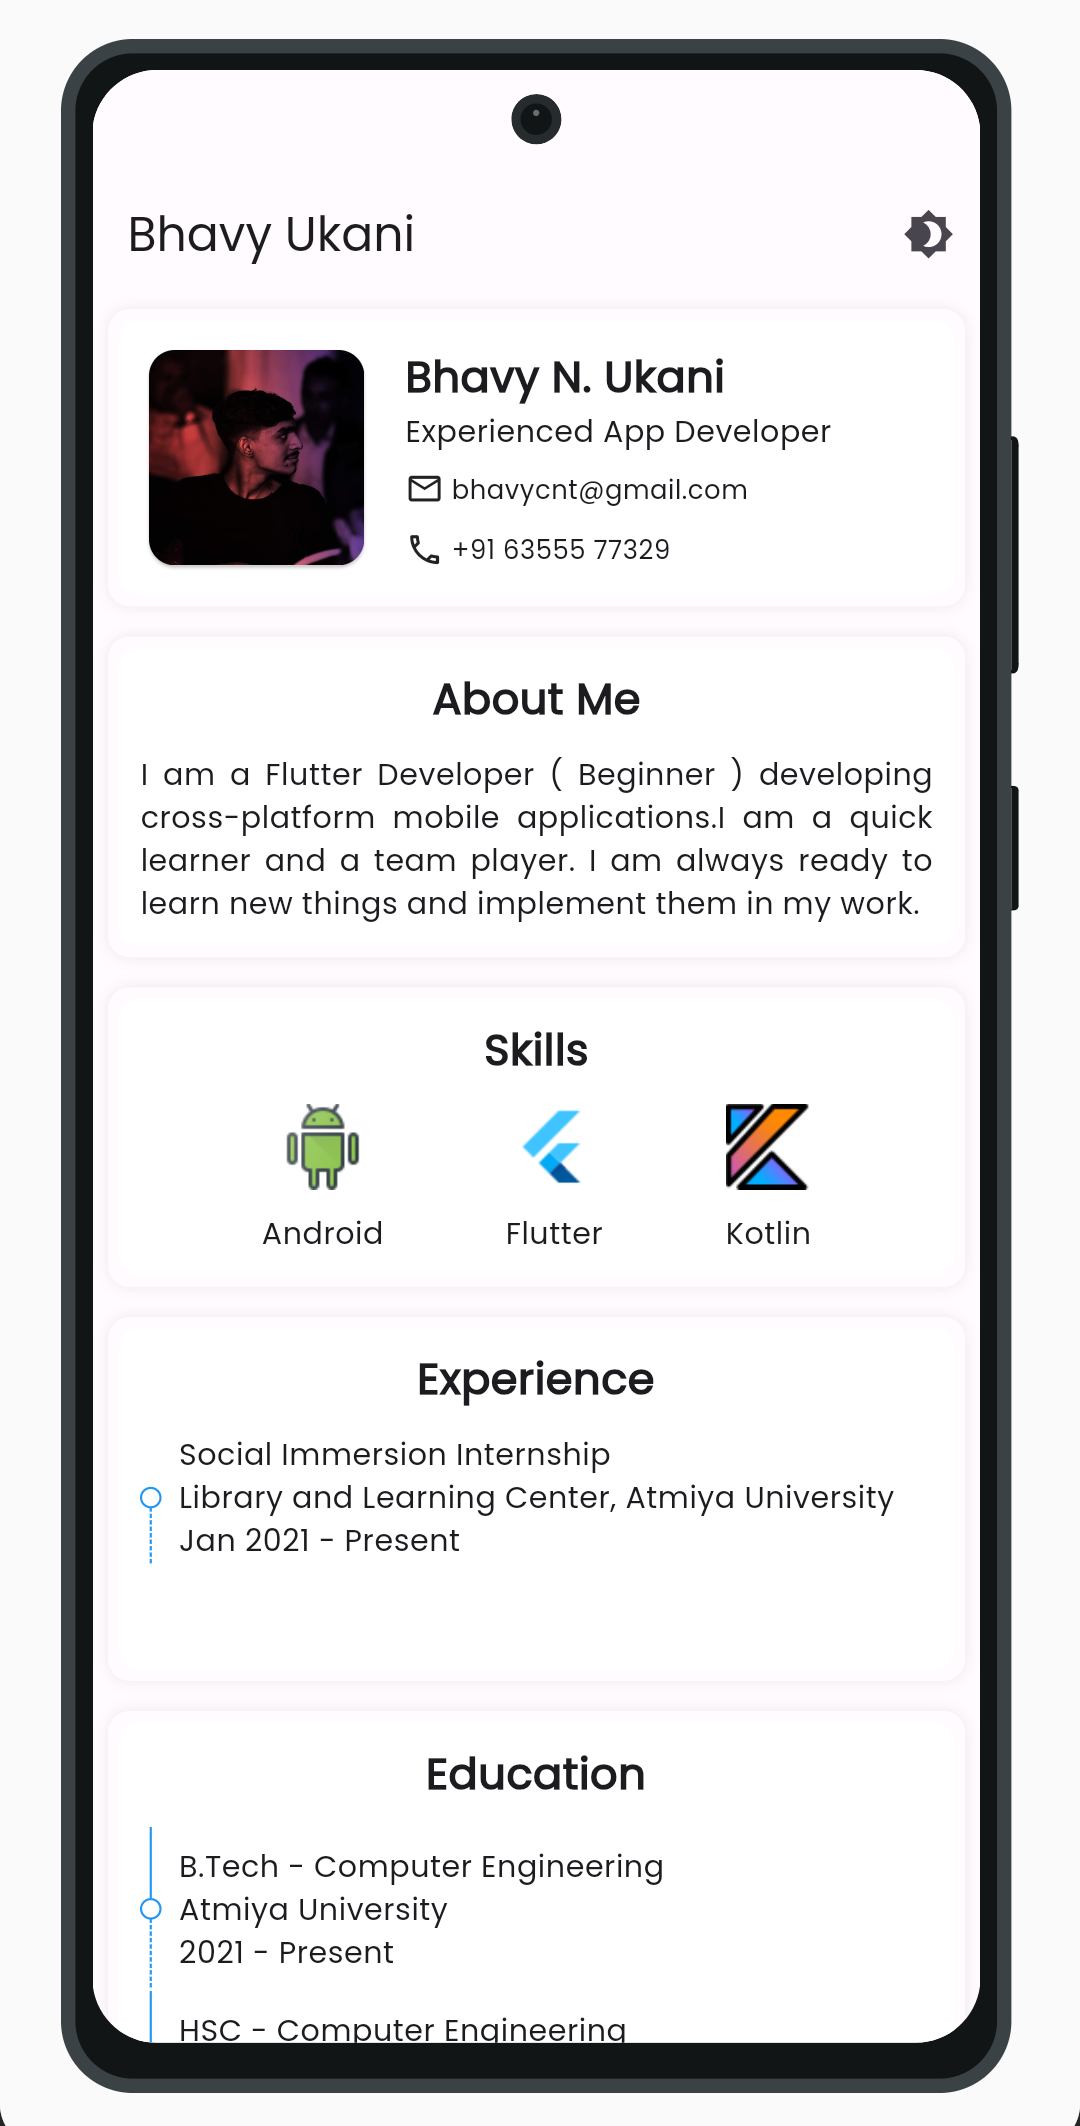 Bhavy Ukani
Bhavy N. Ukani
Experienced App Developer
bhavycnt@gmail.com
+91 63555 77329
About Me
I am a Flutter Developer ( Beginner ) developing
cross-platform mobile applications.I am a quick
learner and a team player. I am always ready to
learn new things and implement them in my work.
Skills
Android
Flutter
Kotlin
Experience
Social Immersion Internship
Library and Learning Center, Atmiya University
Jan 2021 - Present
Education
B.Tech - Computer Engineering
Atmiya University
2021 - Present
HSC - Computer Engineering